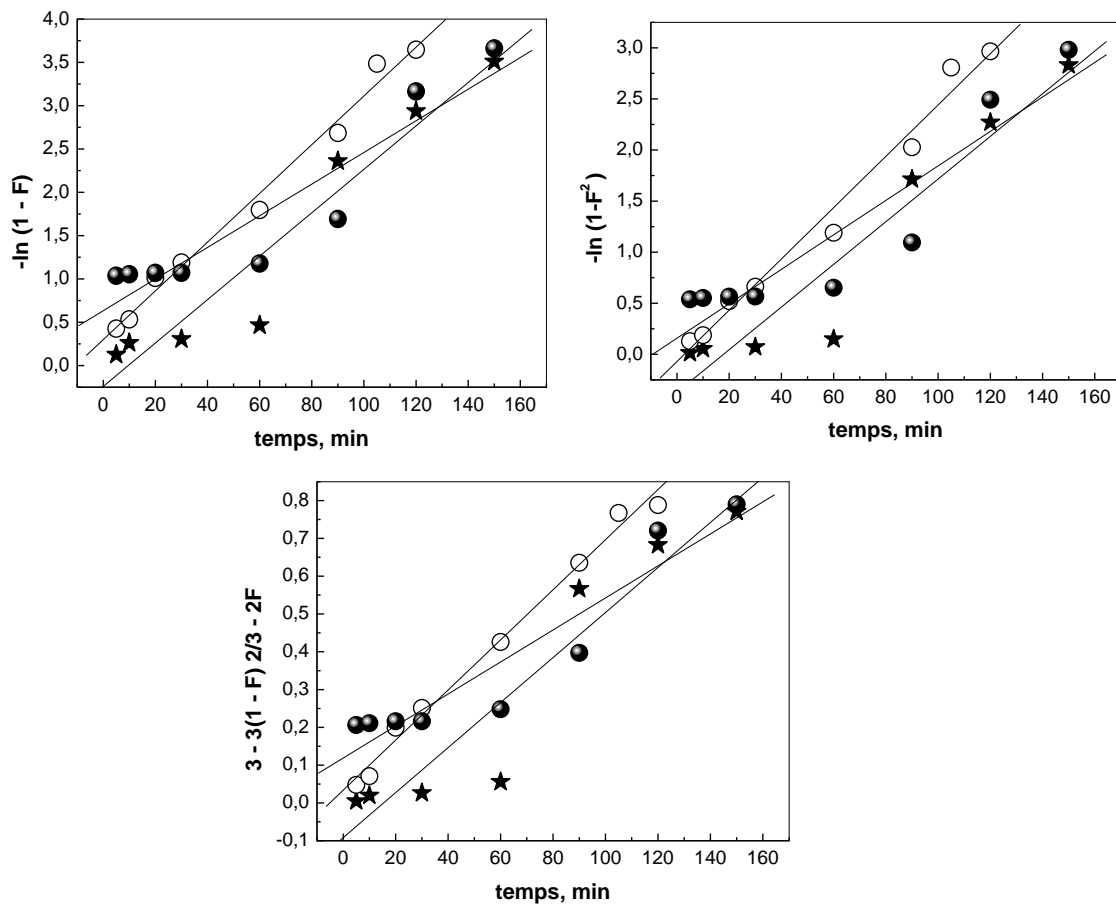 -ln (1 - F)
4,0
3,5
3,0
2,5
2,0
1,5
1,0
0,5
0,0
0 20 40 60 80 100 120 140 160
temps, min
-ln (1-F²)
3,0
2,5
2,0
1,5
1,0
0,5
0,0
0 20 40 60 80 100 120 140 160
temps, min
3 - 3(1 - F) 2/3 - 2F
0,8
0,7
0,6
0,5
0,4
0,3
0,2
0,1
0,0
-0,1
0 20 40 60 80 100 120 140 160
temps, min